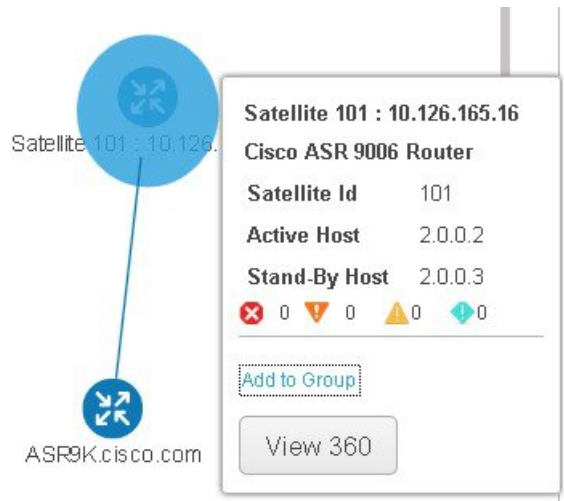 Satellite 101 : 10.126.
Satellite 101 : 10.126.165.16
Cisco ASR 9006 Router
Satellite Id 101
Active Host 2.0.0.2
Stand-By Host 2.0.0.3
0 0 0 0
Add to Group
View 360
ASR9K.cisco.com